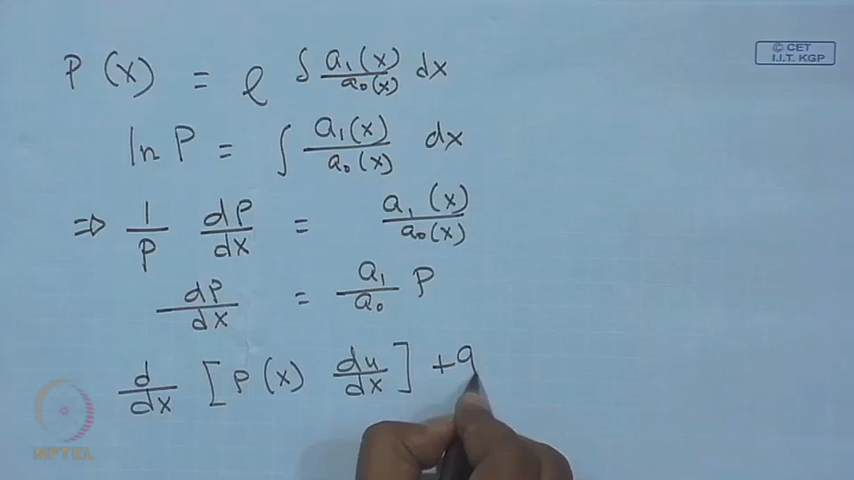 © CET
I.I.T. KGP
P(x) = e^{∫ a₁(x)/a₀(x) dx}
ln P = ∫ a₁(x)/a₀(x) dx
⇒ 1/P dP/dx = a₁(x)/a₀(x)
dP/dx = a₁/a₀ P
d/dx [P(x) du/dx] + q
NPTEL